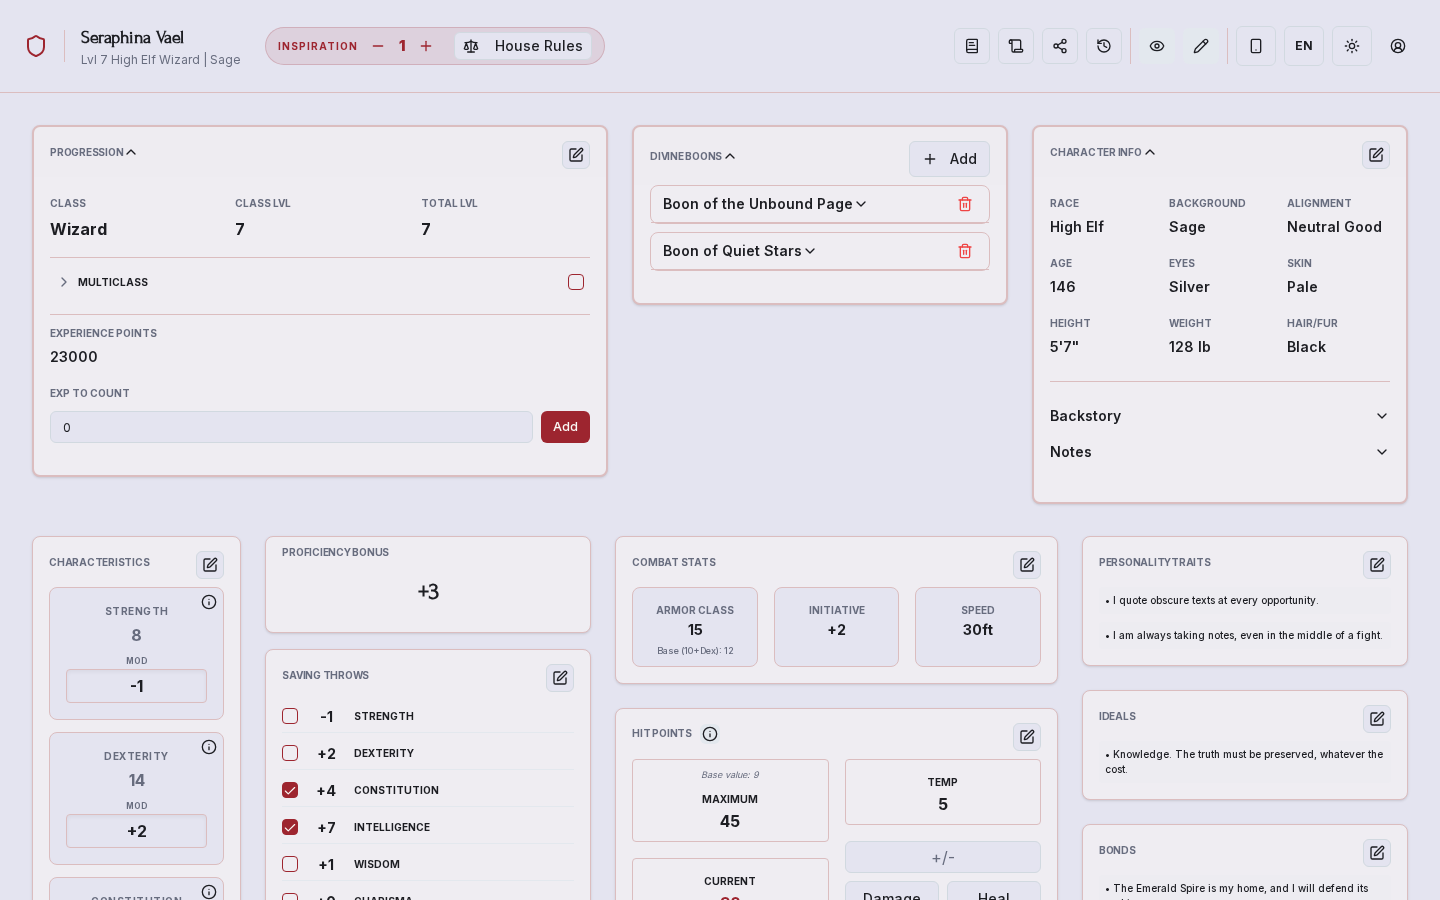 Seraphina Vael
Lvl 7 High Elf Wizard | Sage
INSPIRATION
1
House Rules
EN
PROGRESSION
CLASS
CLASS LVL
TOTAL LVL
Wizard
7
7
MULTICLASS
EXPERIENCE POINTS
23000
EXP TO COUNT
0
Add
DIVINE BOONS
Add
Boon of the Unbound Page
Boon of Quiet Stars
CHARACTER INFO
RACE
BACKGROUND
ALIGNMENT
High Elf
Sage
Neutral Good
AGE
EYES
SKIN
146
Silver
Pale
HEIGHT
WEIGHT
HAIR/FUR
5'7"
128 lb
Black
Backstory
Notes
CHARACTERISTICS
STRENGTH
8
MOD
-1
DEXTERITY
14
MOD
+2
CONSTITUTION
PROFICIENCY BONUS
+3
SAVING THROWS
-1 STRENGTH
+2 DEXTERITY
+4 CONSTITUTION
+7 INTELLIGENCE
+1 WISDOM
CHARISMA
COMBAT STATS
ARMOR CLASS
15
Base (10+Dex): 12
INITIATIVE
+2
SPEED
30ft
HIT POINTS
Base value: 9
MAXIMUM
45
CURRENT
TEMP
5
+/-
Damage
Heal
PERSONALITY TRAITS
• I quote obscure texts at every opportunity.
• I am always taking notes, even in the middle of a fight.
IDEALS
• Knowledge. The truth must be preserved, whatever the
cost.
BONDS
• The Emerald Spire is my home, and I will defend its